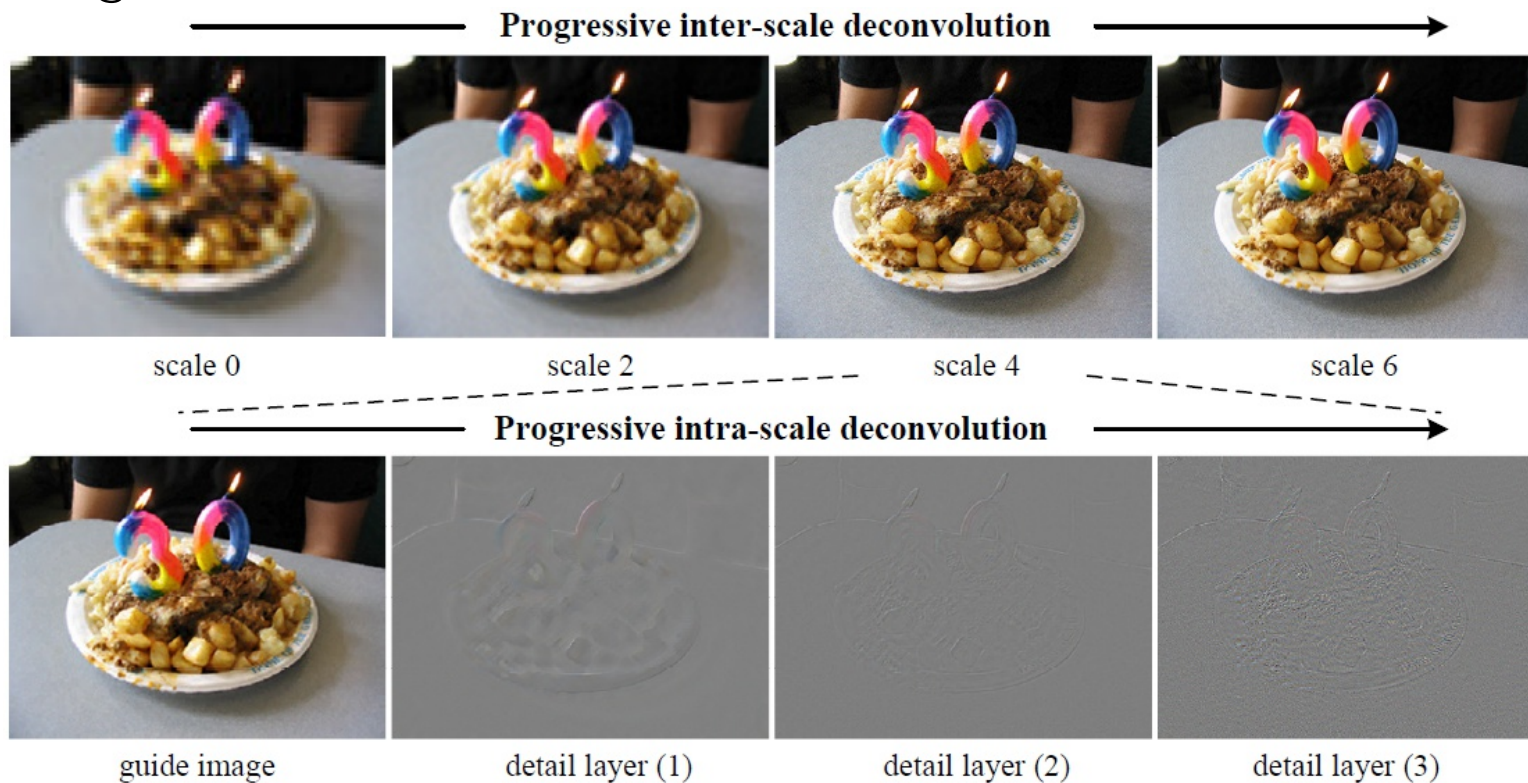 Progressive inter-scale deconvolution
scale 0
scale 2
scale 4
scale 6
Progressive intra-scale deconvolution
guide image
detail layer (1)
detail layer (2)
detail layer (3)